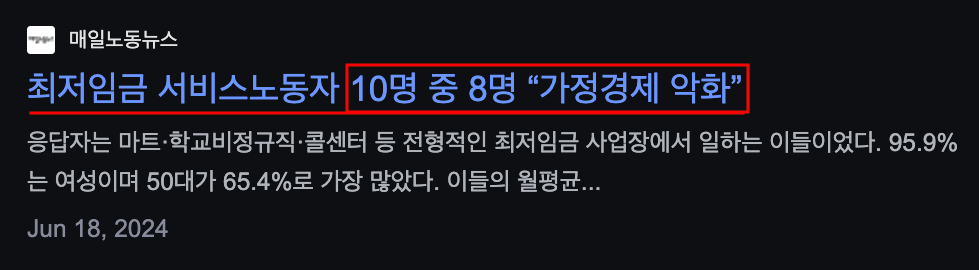 매일노동뉴스
최저임금 서비스노동자 10명 중 8명 “가정경제 악화”
응답자는 마트·학교비정규직·콜센터 등 전형적인 최저임금 사업장에서 일하는 이들이었다. 95.9%
는 여성이며 50대가 65.4%로 가장 많았다. 이들의 월평균...
Jun 18, 2024